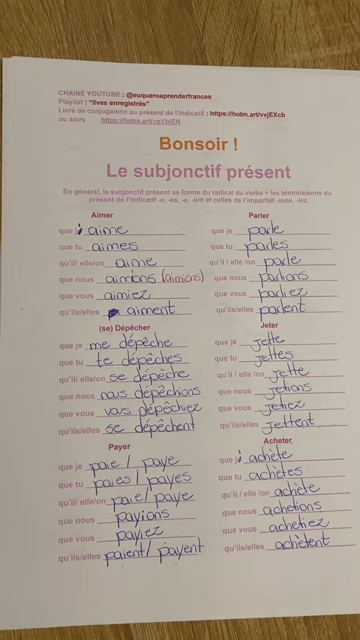 CHAINE YOUTUBE : @euqueroaprenderfrances
Playlist : "lives enregistrés"
Livre de conjugaison au présent de l'indicatif : https://hotm.art/vvjEXcb
ou alors
Bonsoir !
Le subjonctif présent
En général, le subjonctif présent se forme du radical du verbe + les terminaisons du
présent de l'indicatif -e, -es, -e, -ent et celles de l'imparfait -ions, -iez.
Aimer
que j' aime
que tu aimes
qu'il/ elle/on aime
que nous aimions (aimions)
que vous aimiez
qu'ils/elles aiment
Parler
que je parle
que tu parles
qu'il / elle /on parle
que nous parlions
que vous parliez
qu'ils/elles parlent
(se) Dépêcher
que je me dépêche
que tu te dépêches
qu'il/ elle/on se dépêche
que nous nous dépêchions
que vous vous dépêchiez
qu'ils/elles se dépêchent
Jeter
que je jette
que tu jettes
qu'il / elle /on jette
que nous jetions
que vous jetiez
qu'ils/elles jettent
Payer
que je paie / paye
que tu paies / payes
qu'il/ elle/on paie/ paye
que nous payions
que vous payiez
qu'ils/elles paient/ payent
Acheter
que j' achète
que tu achètes
qu'il / elle /on achète
que nous achetions
que vous achetiez
qu'ils/elles achètent